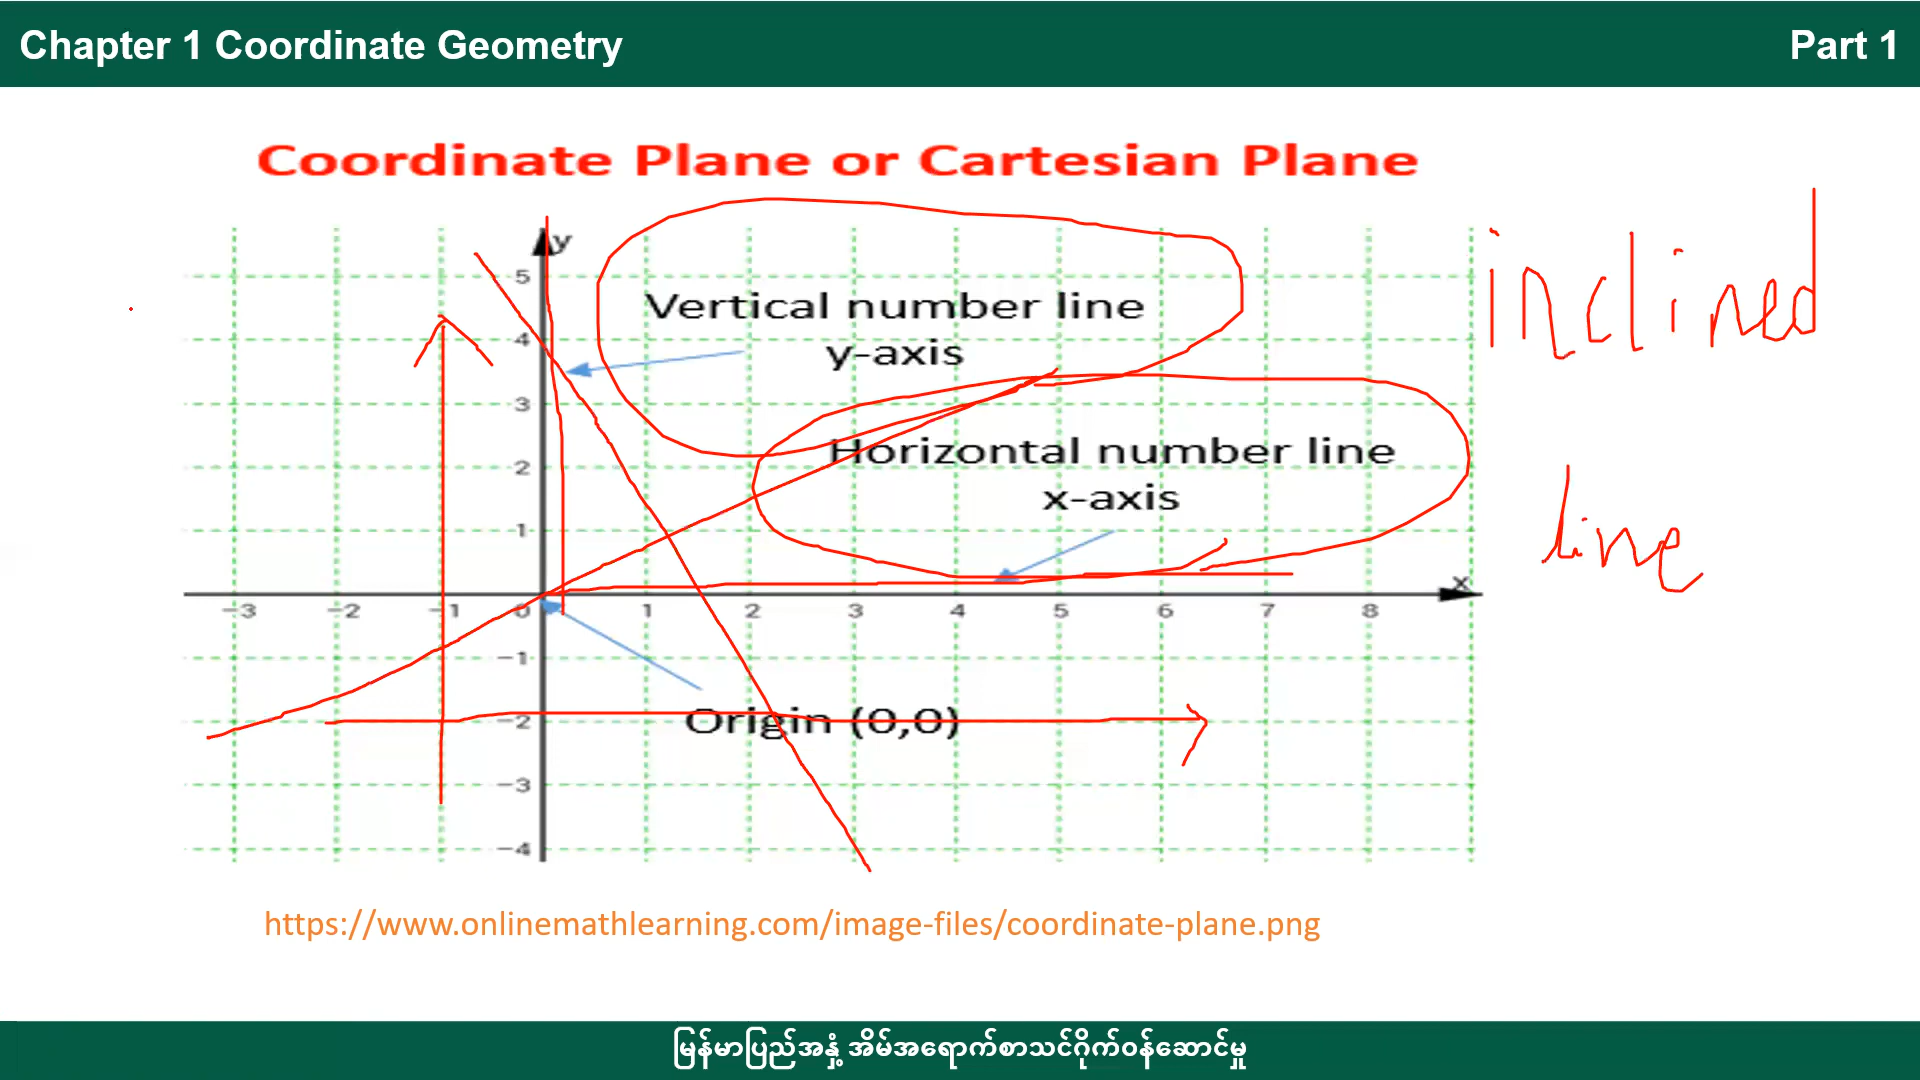 Chapter 1 Coordinate Geometry
Part 1
Coordinate Plane or Cartesian Plane
y
5
Vertical number line
4
y-axis
3
Horizontal number line
2
x-axis
1
x
-3 -2 -1 0 1 2 3 4 5 6 7 8
-1
Origin (0,0)
-2
-3
-4
inclined
line
https://www.onlinemathlearning.com/image-files/coordinate-plane.png
မြန်မာပြည်အနှံ့ အိမ်အရောက်စာသင်ဂိုက်ဝန်ဆောင်မှု